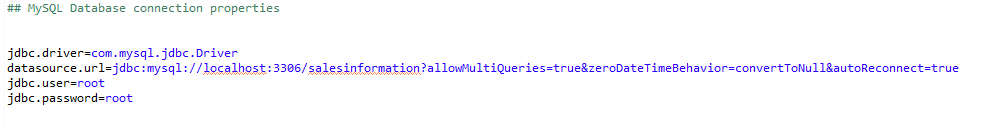 ## MySQL Database connection properties
jdbc.driver=com.mysql.jdbc.Driver
datasource.url=jdbc:mysql://localhost:3306/salesinformation?allowMultiQueries=true&zeroDateTimeBehavior=convertToNull&autoReconnect=true
jdbc.user=root
jdbc.password=root